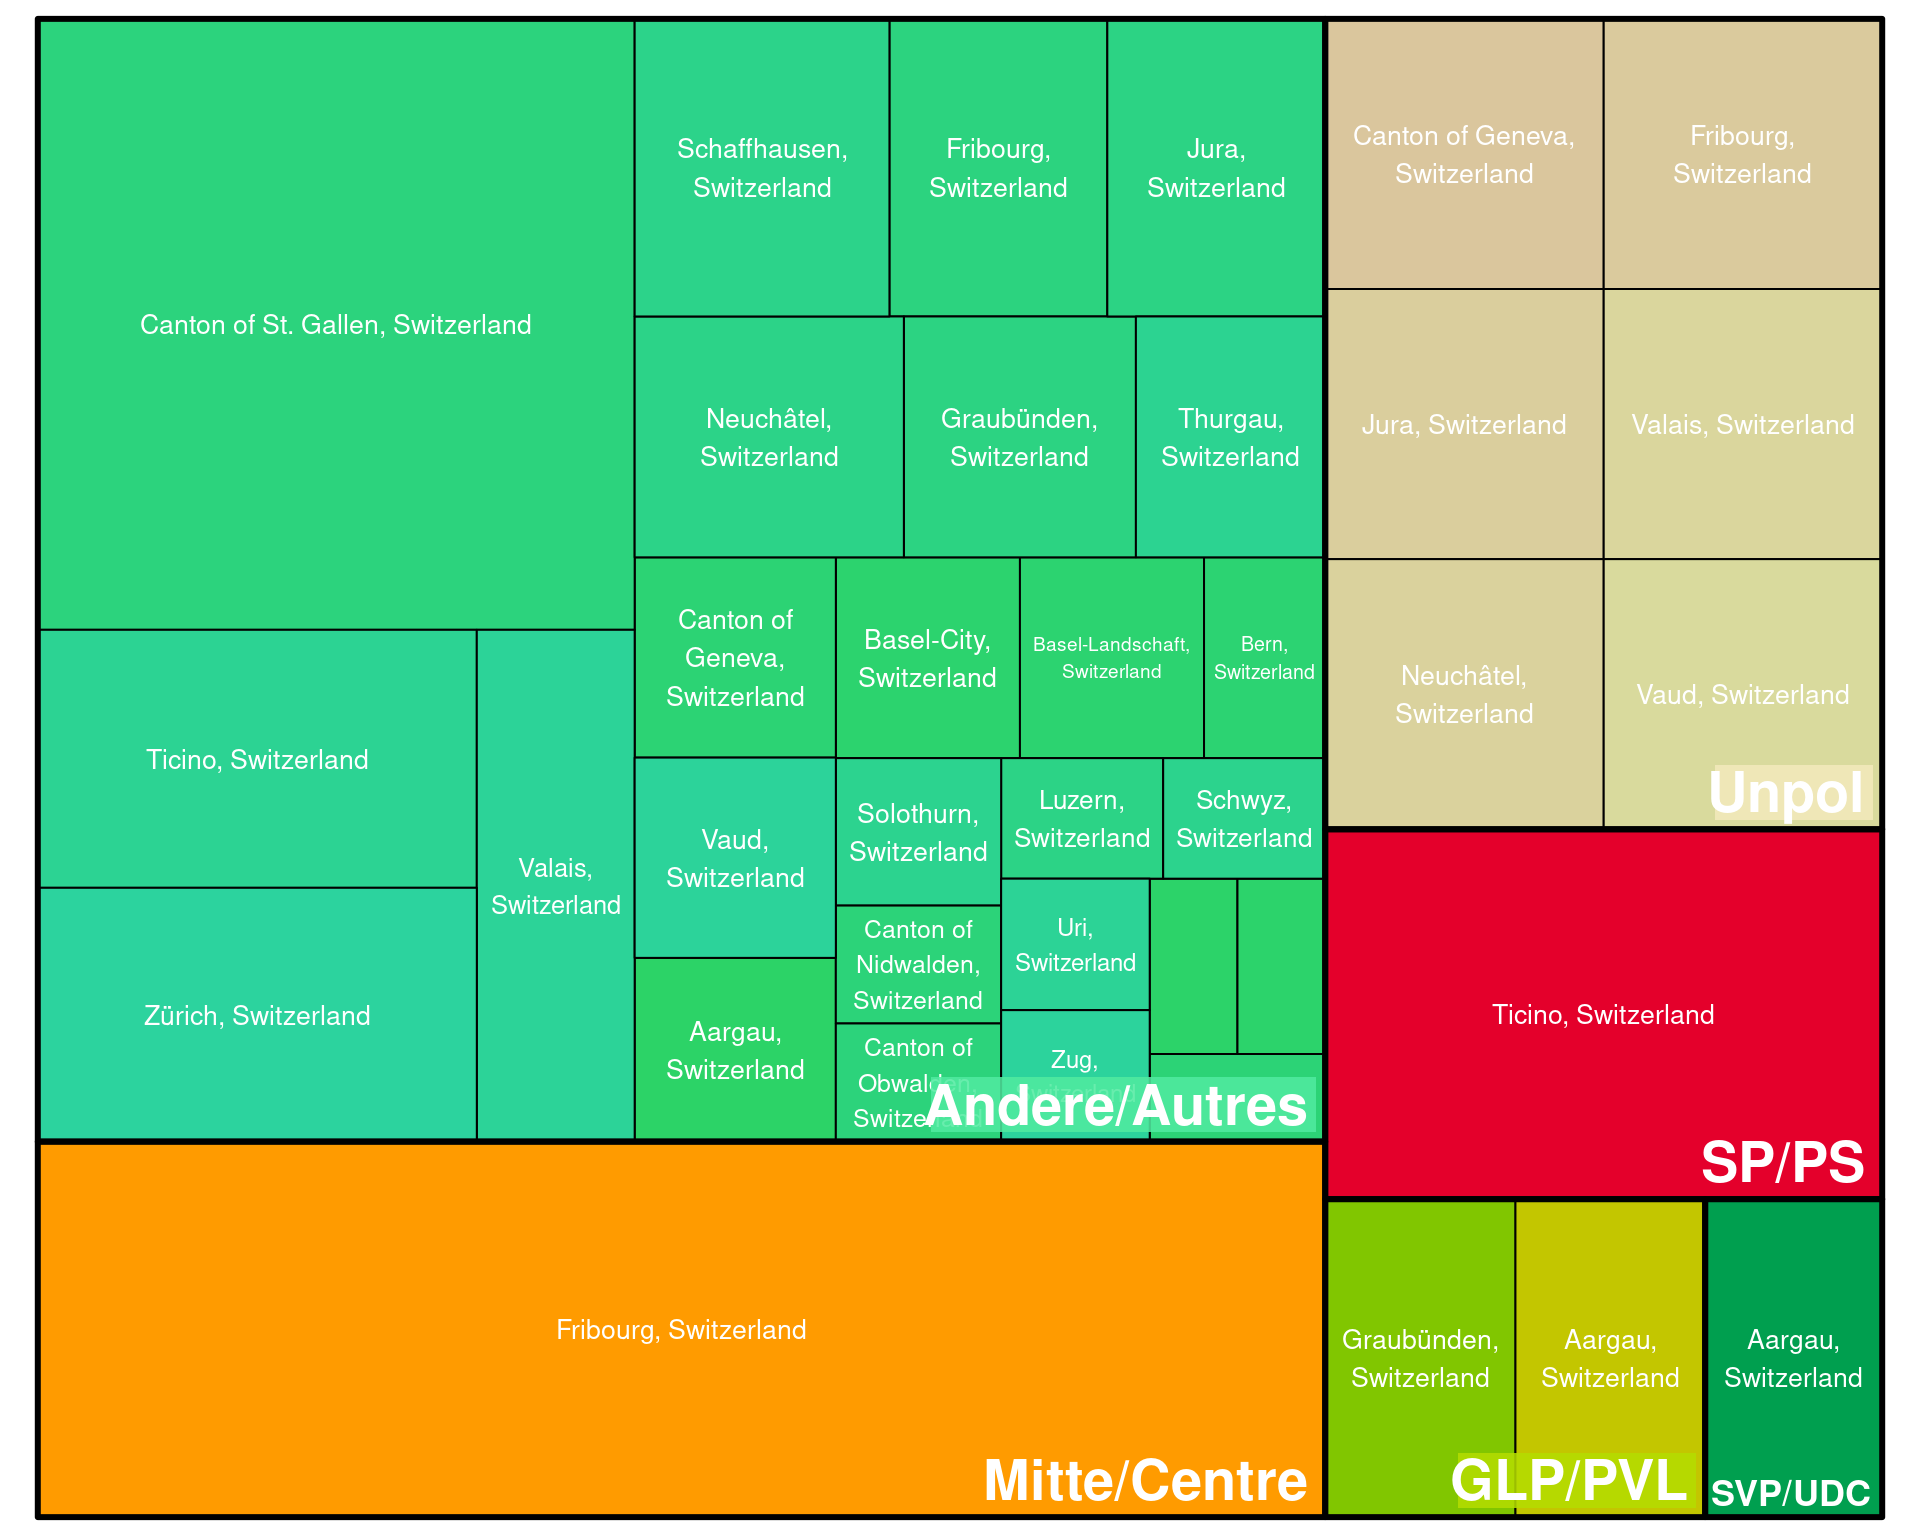 Canton of St. Gallen, Switzerland
Schaffhausen,
Switzerland
Fribourg,
Switzerland
Jura,
Switzerland
Neuchâtel,
Switzerland
Graubünden,
Switzerland
Thurgau,
Switzerland
Ticino, Switzerland
Zürich, Switzerland
Valais,
Switzerland
Canton of
Geneva,
Switzerland
Basel-City,
Switzerland
Basel-Landschaft,
Switzerland
Bern,
Switzerland
Vaud,
Switzerland
Aargau,
Switzerland
Solothurn,
Switzerland
Canton of
Nidwalden,
Switzerland
Canton of
Obwalden,
Switzerland
Luzern,
Switzerland
Schwyz,
Switzerland
Uri,
Switzerland
Zug,
Switzerland
Andere/Autres
Fribourg, Switzerland
Mitte/Centre
Canton of Geneva,
Switzerland
Fribourg,
Switzerland
Jura, Switzerland
Valais, Switzerland
Neuchâtel,
Switzerland
Vaud, Switzerland
Unpol
Ticino, Switzerland
SP/PS
Graubünden,
Switzerland
Aargau,
Switzerland
GLP/PVL
Aargau,
Switzerland
SVP/UDC